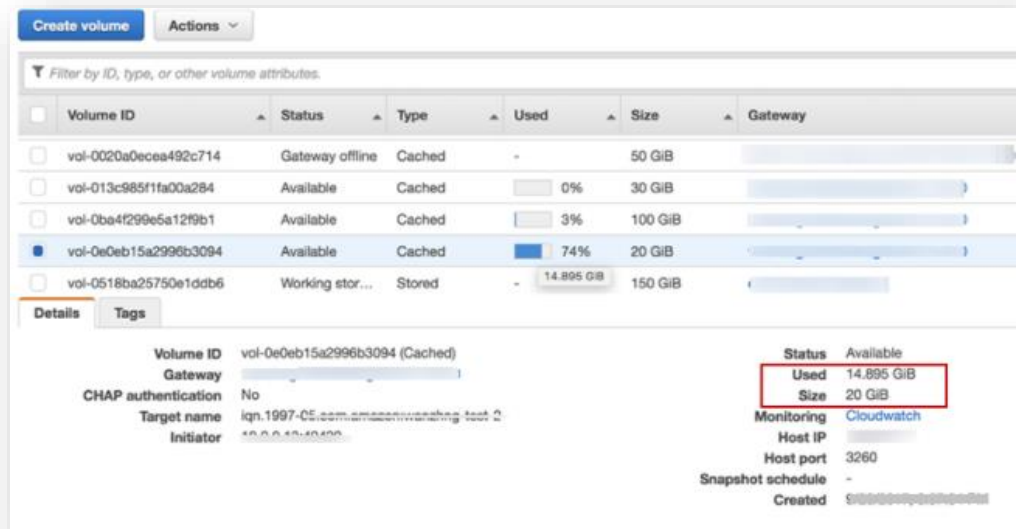 Create volume Actions
Filter by ID, type, or other volume attributes.
Volume ID Status Type Used Size Gateway
vol-0020a0ecea492c714 Gateway offline Cached - 50 GiB
vol-013c985f1fa00a284 Available Cached 0% 30 GiB
vol-0ba4f299e5a12f9b1 Available Cached 3% 100 GiB
vol-0e0eb15a2996b3094 Available Cached 74% 20 GiB
14.895 GiB
vol-0518ba25750e1ddb6 Working stor... Stored - 150 GiB
Details Tags
Volume ID vol-0e0eb15a2996b3094 (Cached) Status Available
Gateway Used 14.895 GiB
CHAP authentication No Size 20 GiB
Target name Monitoring Cloudwatch
Initiator Host IP
Host port 3260
Snapshot schedule -
Created